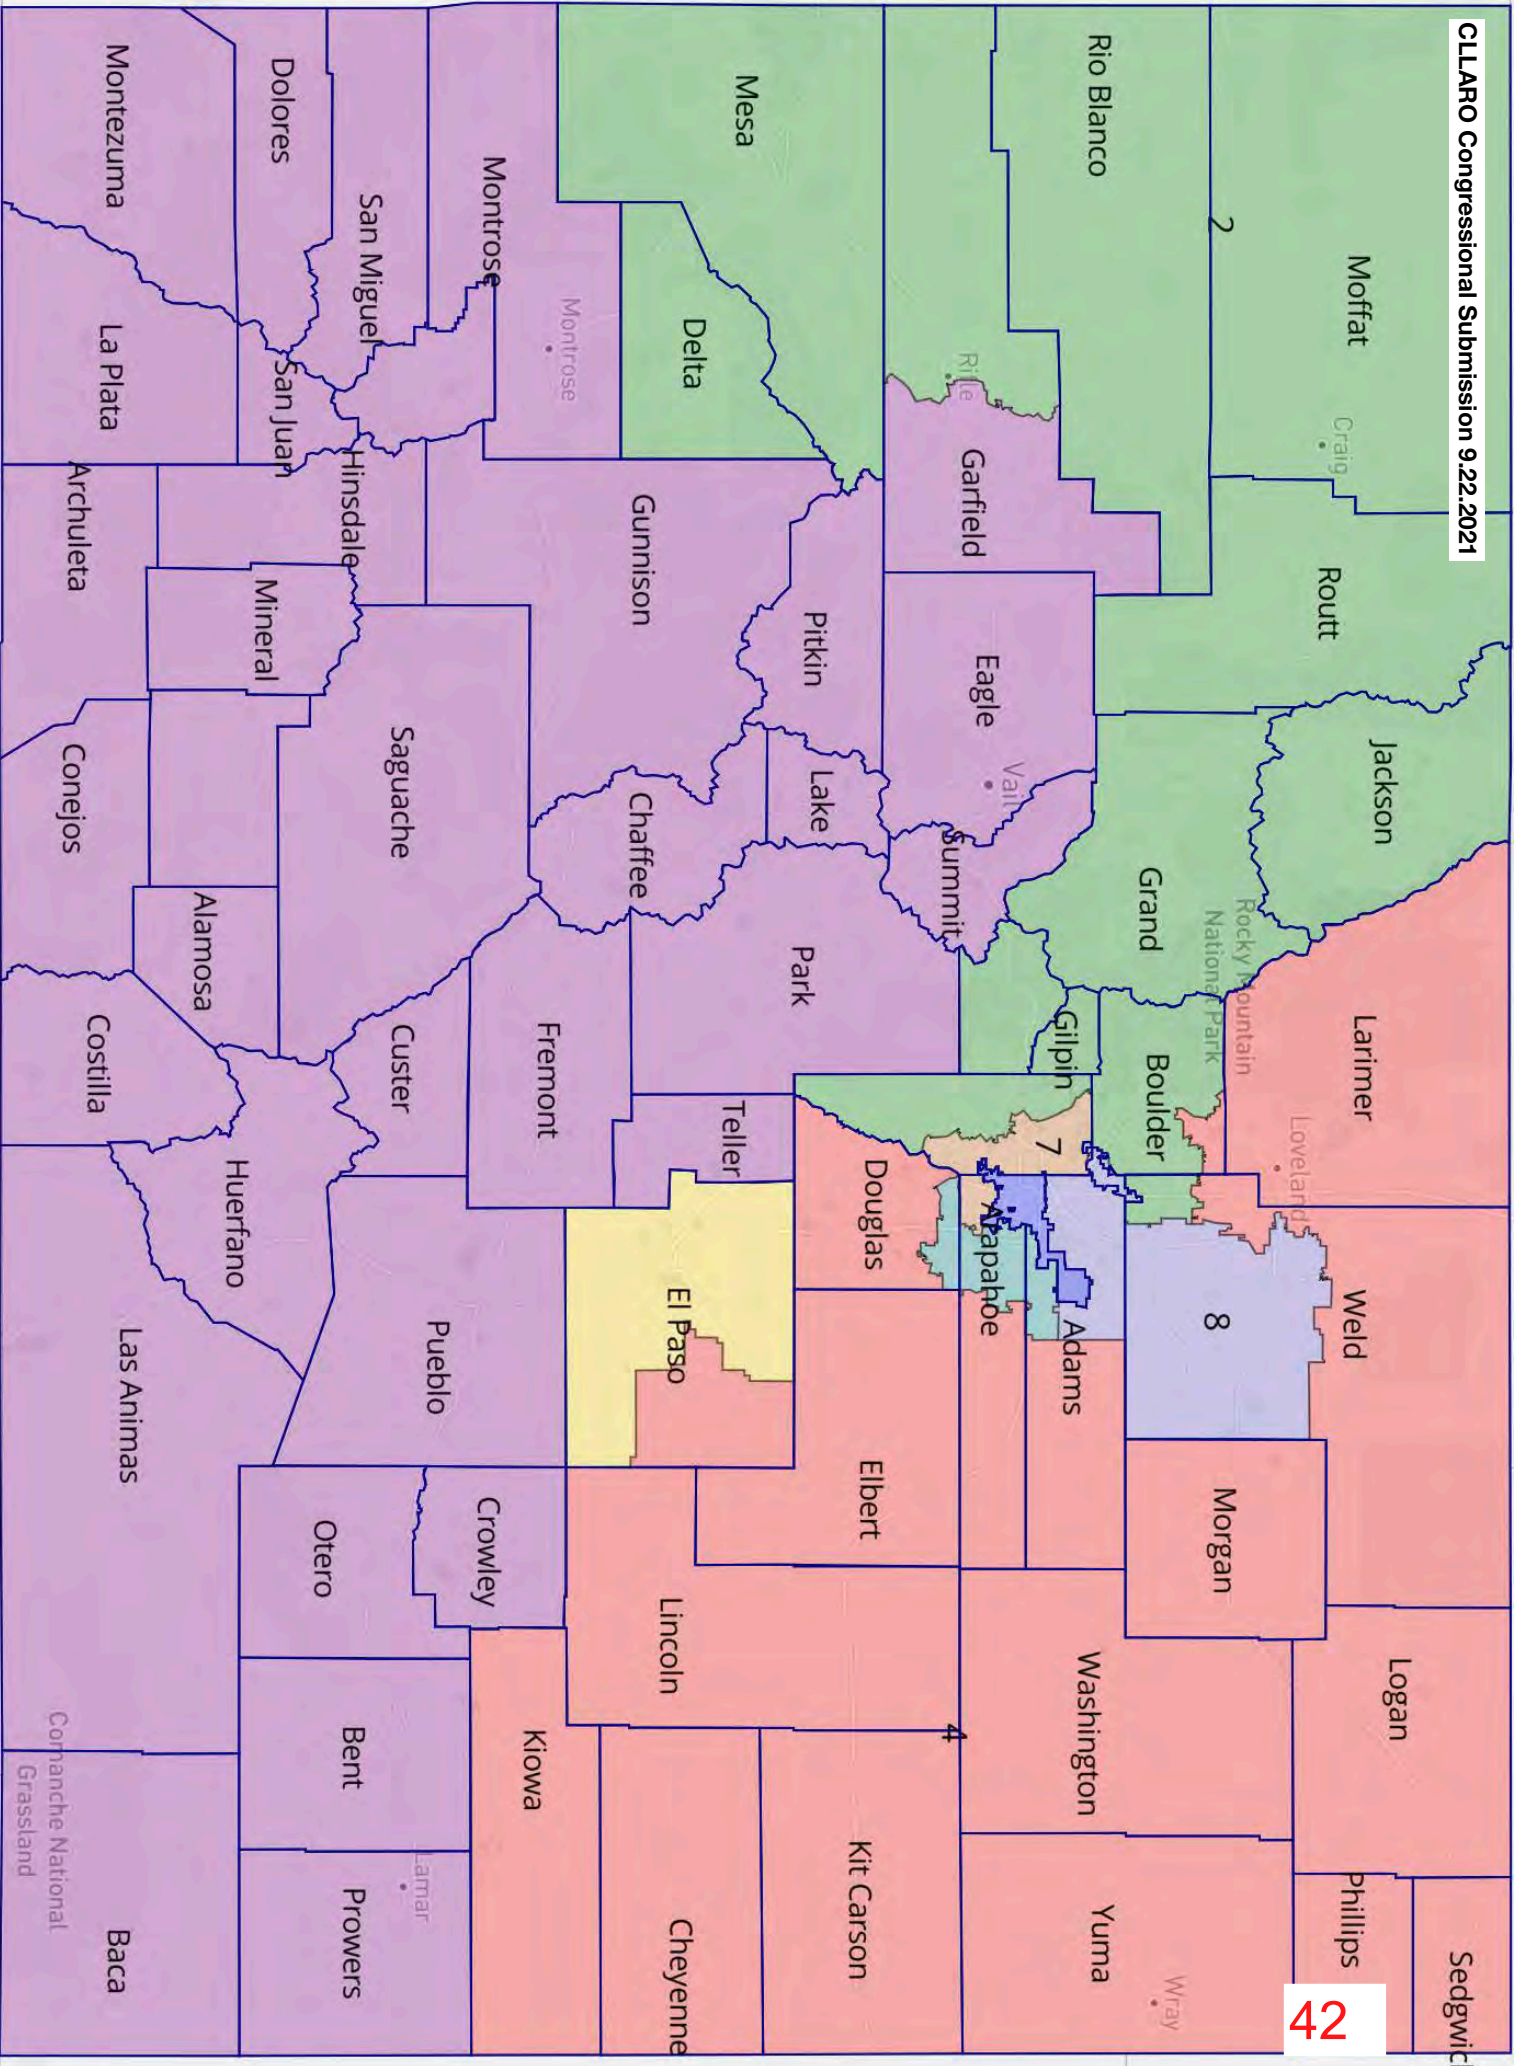 CLLARO Congressional Submission 9.22.2021
Moffat
Craig
Routt
Jackson
Larimer
Loveland
Weld
Logan
Sedgwic
Phillips
2
Rio Blanco
Grand
Rocky Mountain
National Park
Boulder
8
Morgan
Washington
Yuma
Wray
42
Rifle
Garfield
Eagle
Vail
Summit
Gilpin
7
Arapahoe
Adams
4
Mesa
Delta
Pitkin
Lake
Park
Teller
Douglas
Elbert
Kit Carson
Montrose
Montrose
Gunnison
Chaffee
Fremont
El Paso
Lincoln
Cheyenne
Kiowa
San Miguel
Dolores
San Juan
Hinsdale
Mineral
Saguache
Custer
Pueblo
Crowley
Otero
Bent
Lamar
Prowers
Montezuma
La Plata
Archuleta
Conejos
Alamosa
Costilla
Huerfano
Las Animas
Comanche National
Grassland
Baca